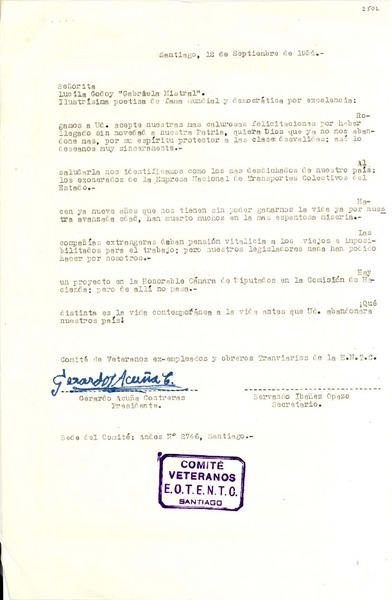 Santiago, 12 de Septiembre de 1954.-
Señorita
Lucila Godoy "Gabriela Mistral".
Ilustrísima poetisa de fama mundial y democrática por excelencia:
Ro-
gamos a Ud. acepte nuestras mas calurosas felicitaciones por haber
llegado sin novedad a nuestra Patria, quiera Dios que ya no nos aban-
done mas, por su espíritu protector a las clases desvalidas; así lo
deseamos muy sinceramente.-
Al
saludarla nos identificamos como los mas desdichados de nuestro país:
los exonerados de la Empresa Nacional de Transportes Colectivos del
Estado.-
Ha-
cen ya nueve años que nos tienen sin poder ganarnos la vida ya por nues
tra avanzada edad, han muerto muchos en la mas espantosa miseria.-
Las
compañías extrangeras deban pensión vitalicia a los viejos e imposi-
bilitados para el trabajo; pero nuestros legisladores nada han podido
hacer por nosotros.-
Hay
un proyecto en la Honorable Cámara de Diputados en la Comisión de Ha-
cienda; pero de allí no pasa.-
¡Qué
distinta es la vida contemporánea a la vida antes que Ud. abandonara
nuestros país!
Comité de Veteranos ex-empleados y obreros Tranviarios de la E.N.T.C.
Gerardo Acuña C.
Gerardo Acuña Contreras
Presidente.
Servando Ibáñez Opazo
Secretario.
Sede del Comité: Andes Nº 2766, Santiago.-
COMITÉ
VETERANOS
E.O.T.E.N.T.C.
SANTIAGO